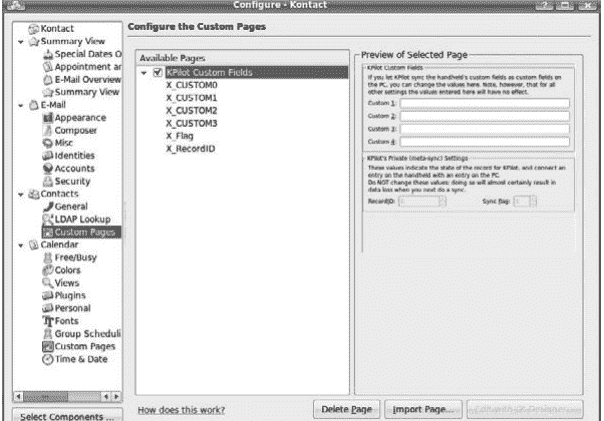 Configure - Kontact
Kontact
Summary View
Special Dates O
Appointment ar
E-Mail Overview
Summary View
E-Mail
Appearance
Composer
Misc
Identities
Accounts
Security
Contacts
General
LDAP Lookup
Custom Pages
Calendar
Free/Busy
Colors
Views
Plugins
Personal
Fonts
Group Scheduli
Custom Pages
Time & Date
Select Components ...
Configure the Custom Pages
Available Pages
KPilot Custom Fields
X_CUSTOM0
X_CUSTOM1
X_CUSTOM2
X_CUSTOM3
X_Flag
X_RecordID
Preview of Selected Page
KPilot Custom Fields
If you let KPilot sync the handheld's custom fields as custom fields on
the PC, you can change the values here. Note, however, that for all
other settings the values entered here will have no effect.
Custom 1:
Custom 2:
Custom 3:
Custom 4:
KPilot's Private (meta-sync) Settings
These values indicate the state of the record for KPilot, and connect an
entry on the handheld with an entry on the PC.
Do NOT change these values: doing so will almost certainly result in
data loss when you next do a sync.
RecordID:
Sync flag:
How does this work?
Delete Page
Import Page...
Edit with Qt Designer...